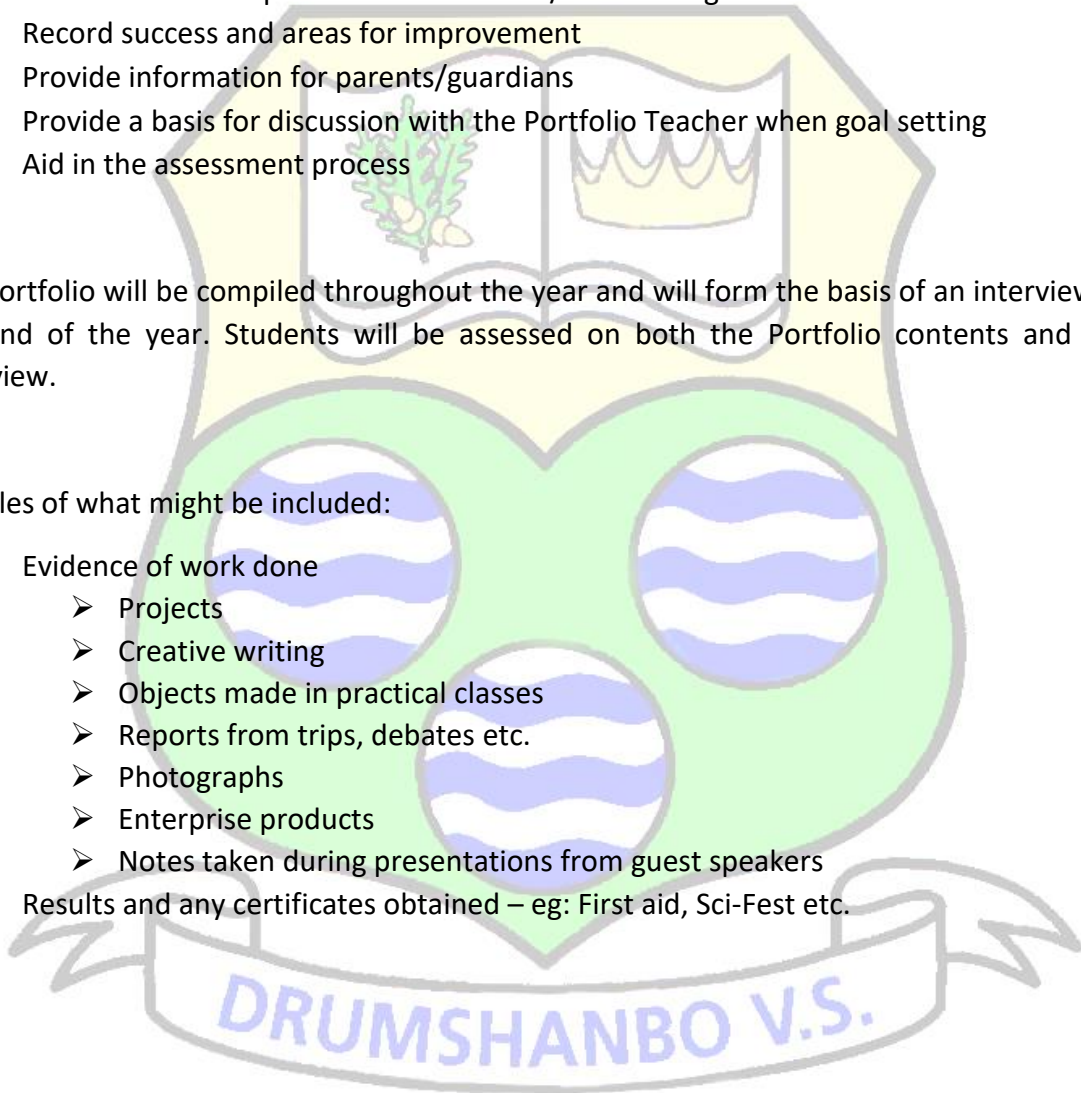 Record success and areas for improvement
Provide information for parents/guardians
Provide a basis for discussion with the Portfolio Teacher when goal setting
Aid in the assessment process
ortfolio will be compiled throughout the year and will form the basis of an interview
nd of the year. Students will be assessed on both the Portfolio contents and
view.
les of what might be included:
Evidence of work done
➢ Projects
➢ Creative writing
➢ Objects made in practical classes
➢ Reports from trips, debates etc.
➢ Photographs
➢ Enterprise products
➢ Notes taken during presentations from guest speakers
Results and any certificates obtained – eg: First aid, Sci-Fest etc.
DRUMSHANBO V.S.